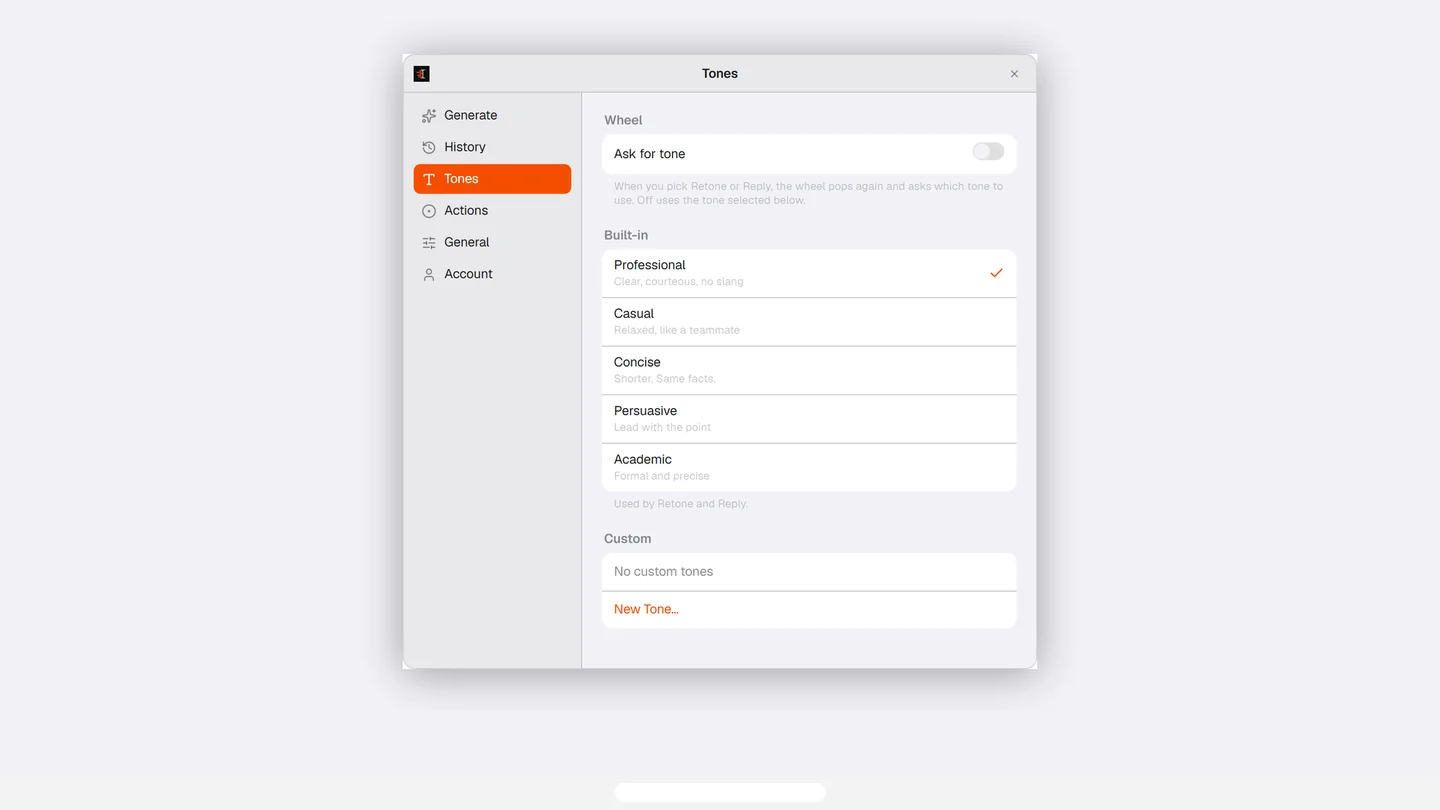 Tones
Generate
History
Tones
Actions
General
Account
Wheel
Ask for tone
When you pick Retone or Reply, the wheel pops again and asks which tone to
use. Off uses the tone selected below.
Built-in
Professional
Clear, courteous, no slang
Casual
Relaxed, like a teammate
Concise
Shorter. Same facts.
Persuasive
Lead with the point
Academic
Formal and precise
Used by Retone and Reply.
Custom
No custom tones
New Tone...